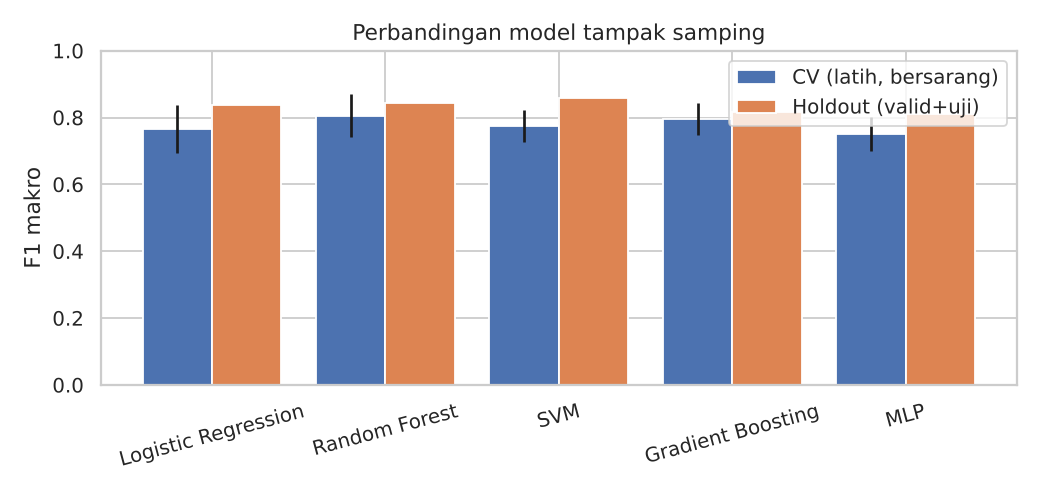 Perbandingan model tampak samping
F1 makro
1.0
0.8
0.6
0.4
0.2
0.0
CV (latih, bersarang)
Holdout (valid+uji)
Logistic Regression
Random Forest
SVM
Gradient Boosting
MLP